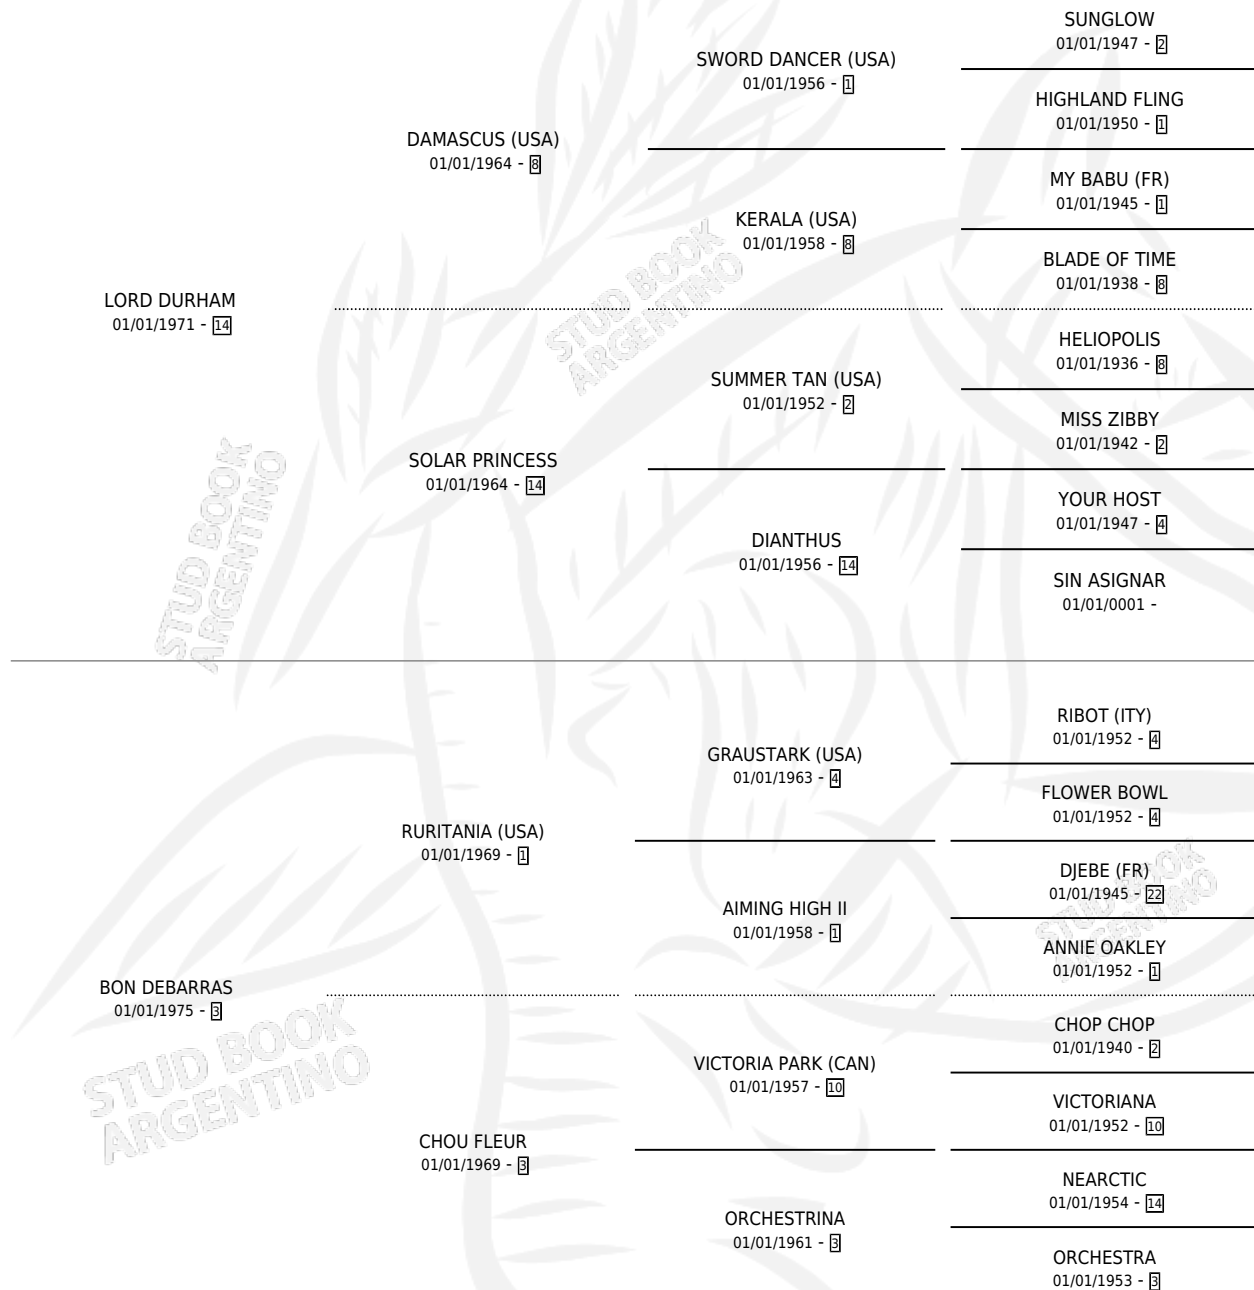 SUNGLOW
01/01/1947 - 2
SWORD DANCER (USA)
01/01/1956 - 1
HIGHLAND FLING
01/01/1950 - 1
DAMASCUS (USA)
01/01/1964 - 8
MY BABU (FR)
01/01/1945 - 1
KERALA (USA)
01/01/1958 - 8
BLADE OF TIME
01/01/1938 - 8
LORD DURHAM
01/01/1971 - 14
HELIOPOLIS
01/01/1936 - 8
SUMMER TAN (USA)
01/01/1952 - 2
MISS ZIBBY
01/01/1942 - 2
SOLAR PRINCESS
01/01/1964 - 14
YOUR HOST
01/01/1947 - 4
DIANTHUS
01/01/1956 - 14
SIN ASIGNAR
01/01/0001 -
RIBOT (ITY)
01/01/1952 - 4
GRAUSTARK (USA)
01/01/1963 - 4
FLOWER BOWL
01/01/1952 - 4
RURITANIA (USA)
01/01/1969 - 1
DJEBE (FR)
01/01/1945 - 22
AIMING HIGH II
01/01/1958 - 1
ANNIE OAKLEY
01/01/1952 - 1
BON DEBARRAS
01/01/1975 - 3
CHOP CHOP
01/01/1940 - 2
VICTORIA PARK (CAN)
01/01/1957 - 10
VICTORIANA
01/01/1952 - 10
CHOU FLEUR
01/01/1969 - 3
NEARCTIC
01/01/1954 - 14
ORCHESTRINA
01/01/1961 - 3
ORCHESTRA
01/01/1953 - 3
STUD BOOK
ARGENTINO
STUD BOOK
ARGENTINO
STUD BOOK
ARGENTINO
STUD BOOK
ARGENTINO